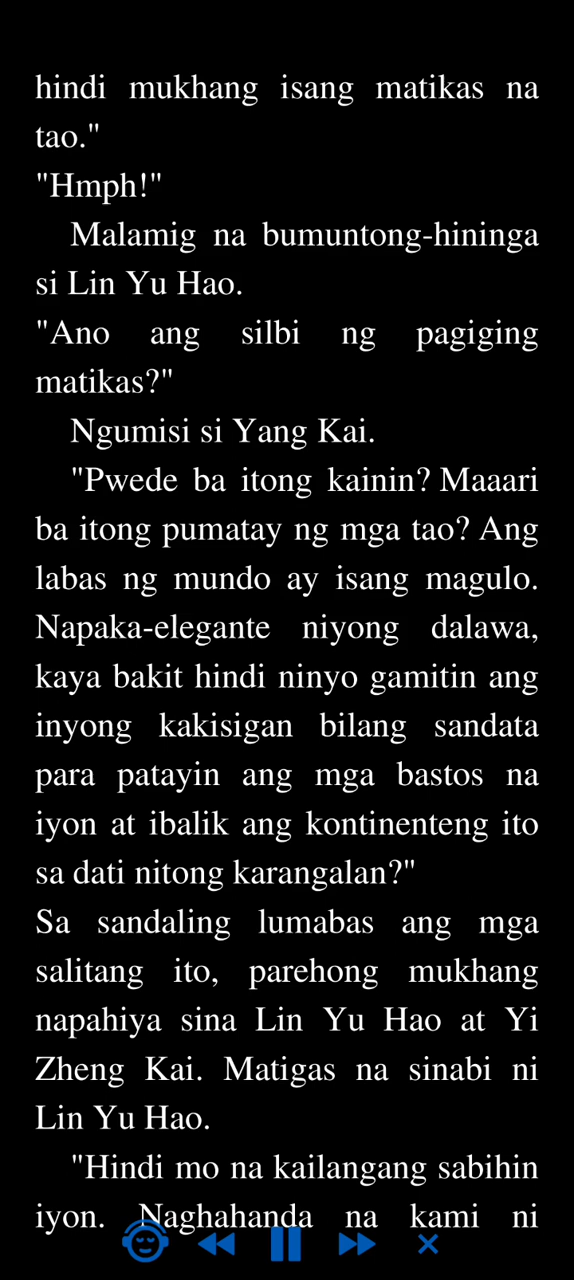 hindi mukhang isang matikas na
tao."
"Hmph!"
Malamig na bumuntong-hininga
si Lin Yu Hao.
"Ano ang silbi ng pagiging
matikas?"
Ngumisi si Yang Kai.
"Pwede ba itong kainin? Maaari
ba itong pumatay ng mga tao? Ang
labas ng mundo ay isang magulo.
Napaka-elegante niyong dalawa,
kaya bakit hindi ninyo gamitin ang
inyong kakisigan bilang sandata
para patayin ang mga bastos na
iyon at ibalik ang kontinenteng ito
sa dati nitong karangalan?"
Sa sandaling lumabas ang mga
salitang ito, parehong mukhang
napahiya sina Lin Yu Hao at Yi
Zheng Kai. Matigas na sinabi ni
Lin Yu Hao.
"Hindi mo na kailangang sabihin
iyon. Naghahanda na kami ni